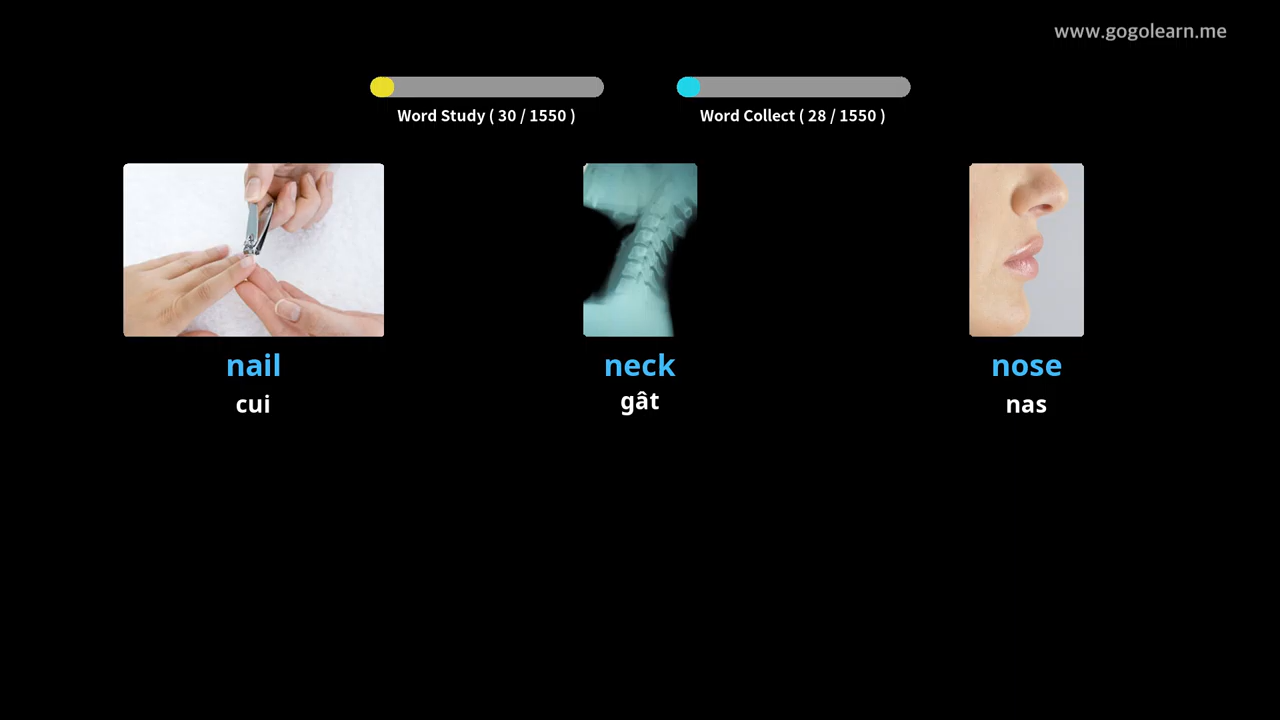 www.gogolearn.me
Word Study ( 30 / 1550 )
Word Collect ( 28 / 1550 )
nail
cui
neck
gât
nose
nas